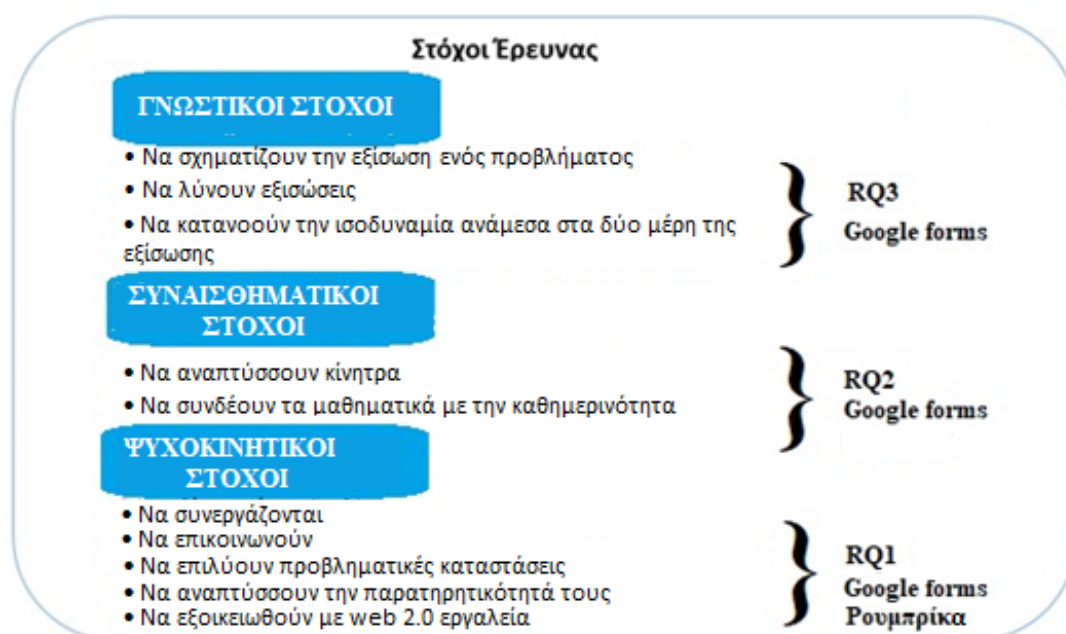 Στόχοι Έρευνας
ΓΝΩΣΤΙΚΟΙ ΣΤΟΧΟΙ
• Να σχηματίζουν την εξίσωση ενός προβλήματος
• Να λύνουν εξισώσεις
• Να κατανοούν την ισοδυναμία ανάμεσα στα δύο μέρη της
εξίσωσης
RQ3
Google forms
ΣΥΝΑΙΣΘΗΜΑΤΙΚΟΙ
ΣΤΟΧΟΙ
• Να αναπτύσσουν κίνητρα
• Να συνδέουν τα μαθηματικά με την καθημερινότητα
RQ2
Google forms
ΨΥΧΟΚΙΝΗΤΙΚΟΙ
ΣΤΟΧΟΙ
• Να συνεργάζονται
• Να επικοινωνούν
• Να επιλύουν προβληματικές καταστάσεις
• Να αναπτύσσουν την παρατηρητικότητά τους
• Να εξοικειωθούν με web 2.0 εργαλεία
RQ1
Google forms
Ρουμπρίκα